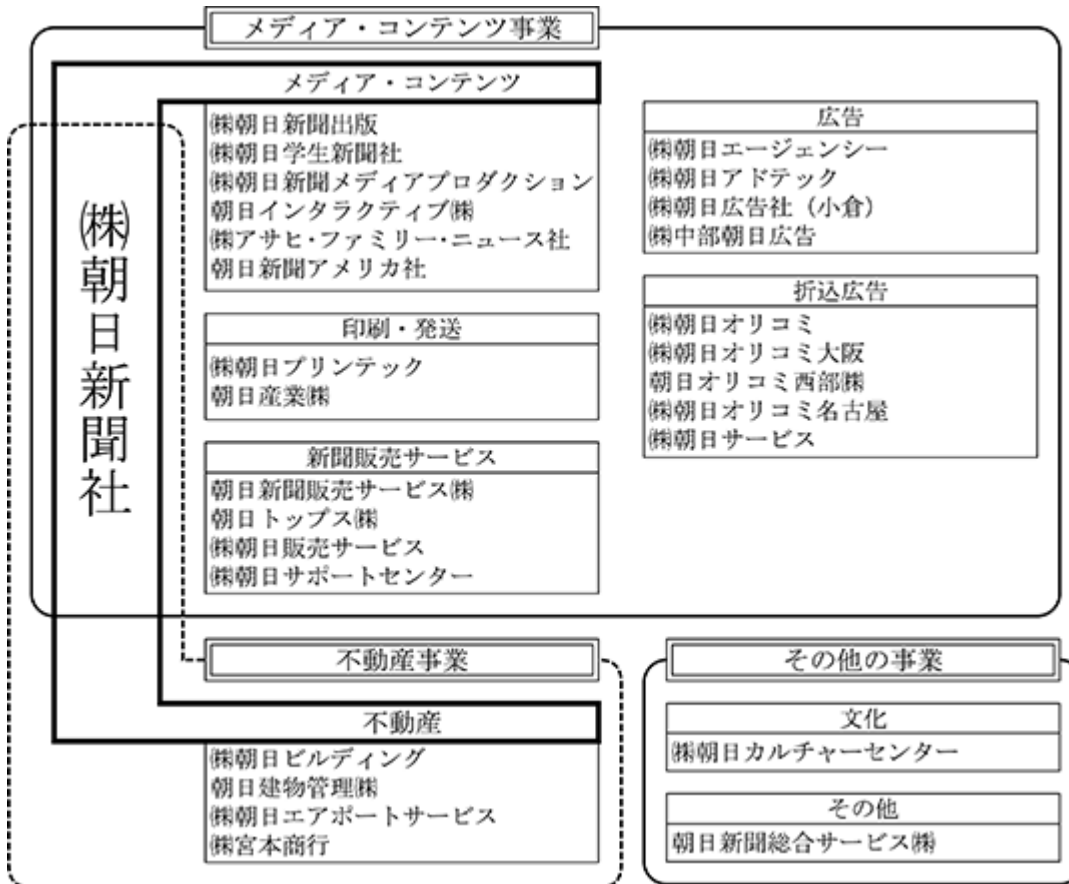 メディア・コンテンツ事業
㈱朝日新聞社
メディア・コンテンツ
㈱朝日新聞出版
㈱朝日学生新聞社
㈱朝日新聞メディアプロダクション
朝日インタラクティブ㈱
㈱アサヒ・ファミリー・ニュース社
朝日新聞アメリカ社
印刷・発送
㈱朝日プリンテック
朝日産業㈱
新聞販売サービス
朝日新聞販売サービス㈱
朝日トップス㈱
㈱朝日販売サービス
㈱朝日サポートセンター
広告
㈱朝日エージェンシー
㈱朝日アドテック
㈱朝日広告社（小倉）
㈱中部朝日広告
折込広告
㈱朝日オリコミ
㈱朝日オリコミ大阪
朝日オリコミ西部㈱
㈱朝日オリコミ名古屋
㈱朝日サービス
不動産事業
不動産
㈱朝日ビルディング
朝日建物管理㈱
㈱朝日エアポートサービス
㈱宮本商行
その他の事業
文化
㈱朝日カルチャーセンター
その他
朝日新聞総合サービス㈱